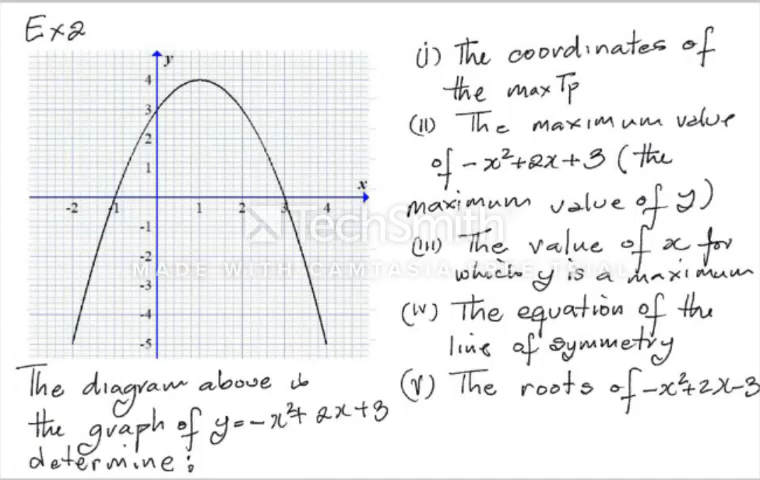 Ex2
y
4
3
2
1
x
-2 -1 1 2 3 4
-1
-2
-3
-4
-5
The diagram above is
the graph of y=-x²+2x+3
determine:
(i) The coordinates of
the max Tp
(ii) The maximum value
of -x²+2x+3 (the
maximum value of y)
(iii) The value of x for
which y is a maximum
(iv) The equation of the
line of symmetry
(v) The roots of -x²+2x-3
TechSmith
MADE WITH CAMTASIA FREE TRIAL